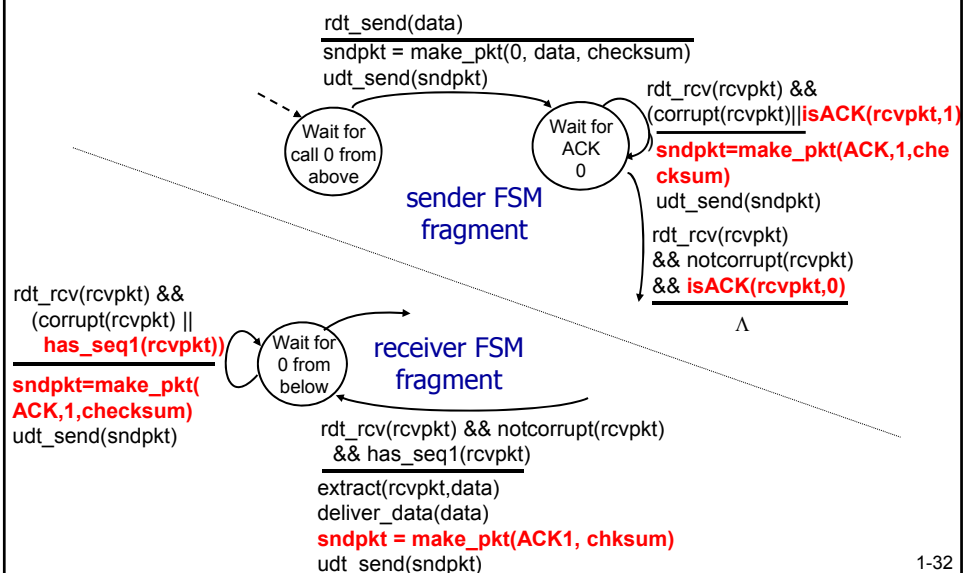 rdt_send(data)
sndpkt = make_pkt(0, data, checksum)
udt_send(sndpkt)
Wait for
call 0 from
above
Wait for
ACK
0
rdt_rcv(rcvpkt) &&
(corrupt(rcvpkt)||isACK(rcvpkt,1)
)
sndpkt=make_pkt(ACK,1,che
cksum)
udt_send(sndpkt)
sender FSM
fragment
rdt_rcv(rcvpkt)
&& notcorrupt(rcvpkt)
&& isACK(rcvpkt,0)
Λ
rdt_rcv(rcvpkt) &&
(corrupt(rcvpkt) ||
has_seq1(rcvpkt))
sndpkt=make_pkt(
ACK,1,checksum)
udt_send(sndpkt)
Wait for
0 from
below
receiver FSM
fragment
rdt_rcv(rcvpkt) && notcorrupt(rcvpkt)
&& has_seq1(rcvpkt)
extract(rcvpkt,data)
deliver_data(data)
sndpkt = make_pkt(ACK1, chksum)
udt_send(sndpkt)
1-32